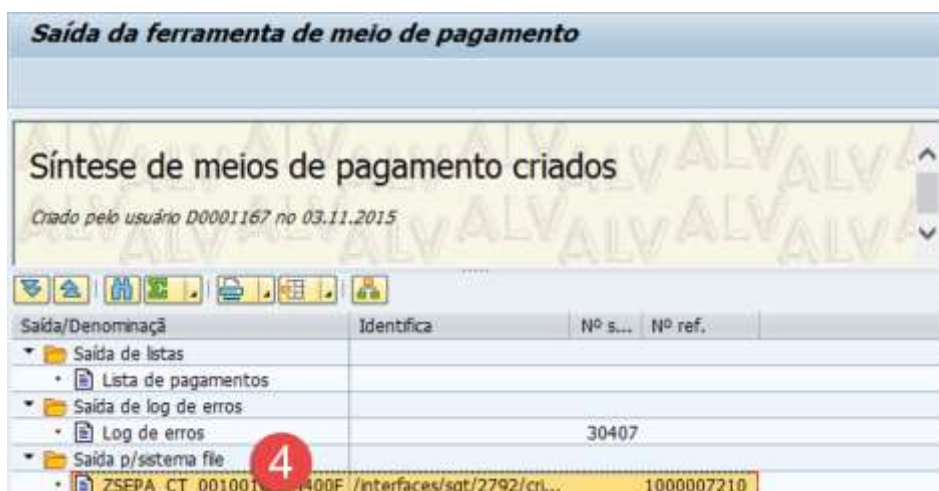 Saída da ferramenta de meio de pagamento
Síntese de meios de pagamento criados
Criado pelo usuário D0001167 no 03.11.2015
Saída/Denominaçã Identifica Nº s... Nº ref.
Saída de listas
Lista de pagamentos
Saída de log de erros
Log de erros 30407
Saída p/sistema file
4
ZSEPA_CT_001001 400F /interfaces/sgt/2792/cri... 1000007210